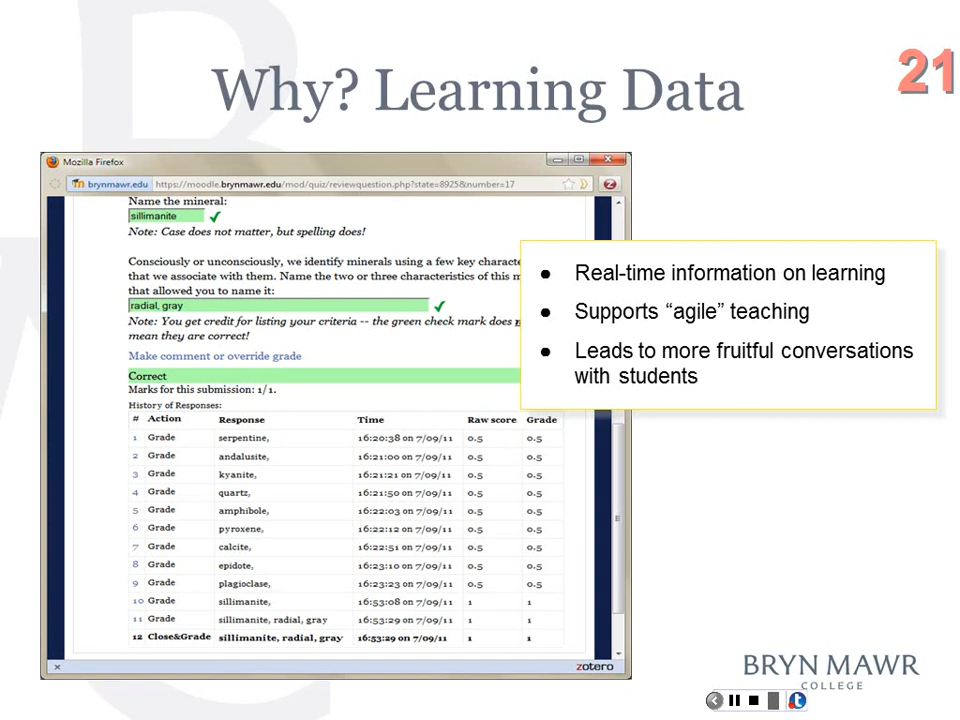 Why? Learning Data
21
Mozilla Firefox
brynmawr.edu https://moodle.brynmawr.edu/mod/quiz/reviewquestion.php?state=8925&number=17
Name the mineral:
sillimanite
Note: Case does not matter, but spelling does!
Consciously or unconsciously, we identify minerals using a few key characte
that we associate with them. Name the two or three characteristics of this m
that allowed you to name it:
radial, gray
Note: You get credit for listing your criteria -- the green check mark does n
mean they are correct!
Make comment or override grade
Correct
Marks for this submission: 1/1.
History of Responses:
# Action Response Time Raw score Grade
1 Grade serpentine, 16:20:38 on 7/09/11 0.5 0.5
2 Grade andalusite, 16:21:00 on 7/09/11 0.5 0.5
3 Grade kyanite, 16:21:21 on 7/09/11 0.5 0.5
4 Grade quartz, 16:21:50 on 7/09/11 0.5 0.5
5 Grade amphibole, 16:22:03 on 7/09/11 0.5 0.5
6 Grade pyroxene, 16:22:12 on 7/09/11 0.5 0.5
7 Grade calcite, 16:22:51 on 7/09/11 0.5 0.5
8 Grade epidote, 16:23:10 on 7/09/11 0.5 0.5
9 Grade plagioclase, 16:23:23 on 7/09/11 0.5 0.5
10 Grade sillimanite, 16:53:08 on 7/09/11 1 1
11 Grade sillimanite, radial, gray 16:53:29 on 7/09/11 1 1
12 Close&Grade sillimanite, radial, gray 16:53:29 on 7/09/11 1 1
zotero
● Real-time information on learning
● Supports “agile” teaching
● Leads to more fruitful conversations
with students
BRYN MAWR
COLLEGE